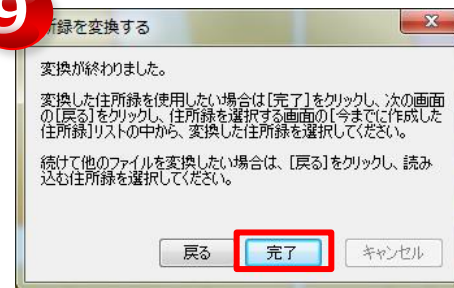 9
所録を変換する
変換が終わりました。
変換した住所録を使用したい場合は[完了]をクリックし、次の画面
の[戻る]をクリックし、住所録を選択する画面の[今までに作成した
住所録]リストの中から、変換した住所録を選択してください。
続けて他のファイルを変換したい場合は、[戻る]をクリックし、読み
込む住所録を選択してください。
戻る
完了
キャンセル